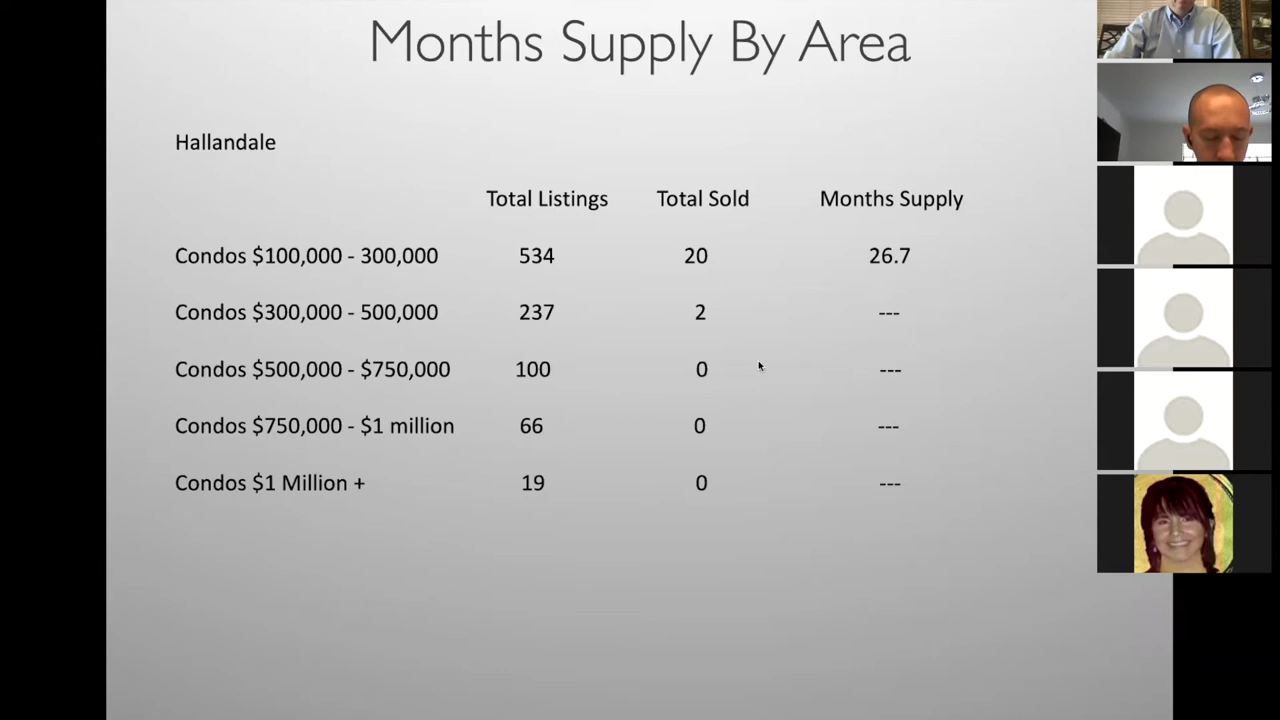 Months Supply By Area
Hallandale
Total Listings Total Sold Months Supply
Condos $100,000 - 300,000 534 20 26.7
Condos $300,000 - 500,000 237 2 ---
Condos $500,000 - $750,000 100 0 ---
Condos $750,000 - $1 million 66 0 ---
Condos $1 Million + 19 0 ---